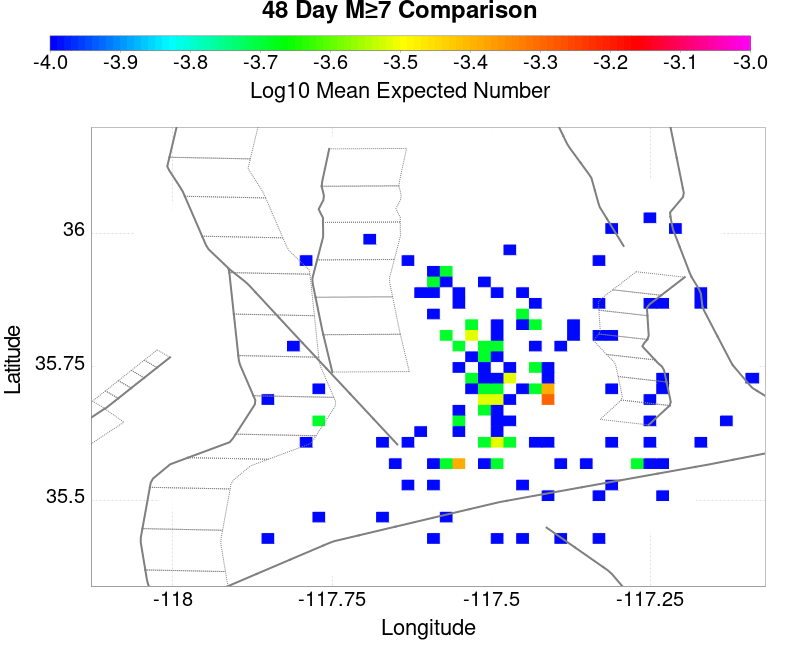 48 Day M≥7 Comparison
-4.0 -3.9 -3.8 -3.7 -3.6 -3.5 -3.4 -3.3 -3.2 -3.1 -3.0
Log10 Mean Expected Number
36
35.75
35.5
Latitude
-118 -117.75 -117.5 -117.25
Longitude